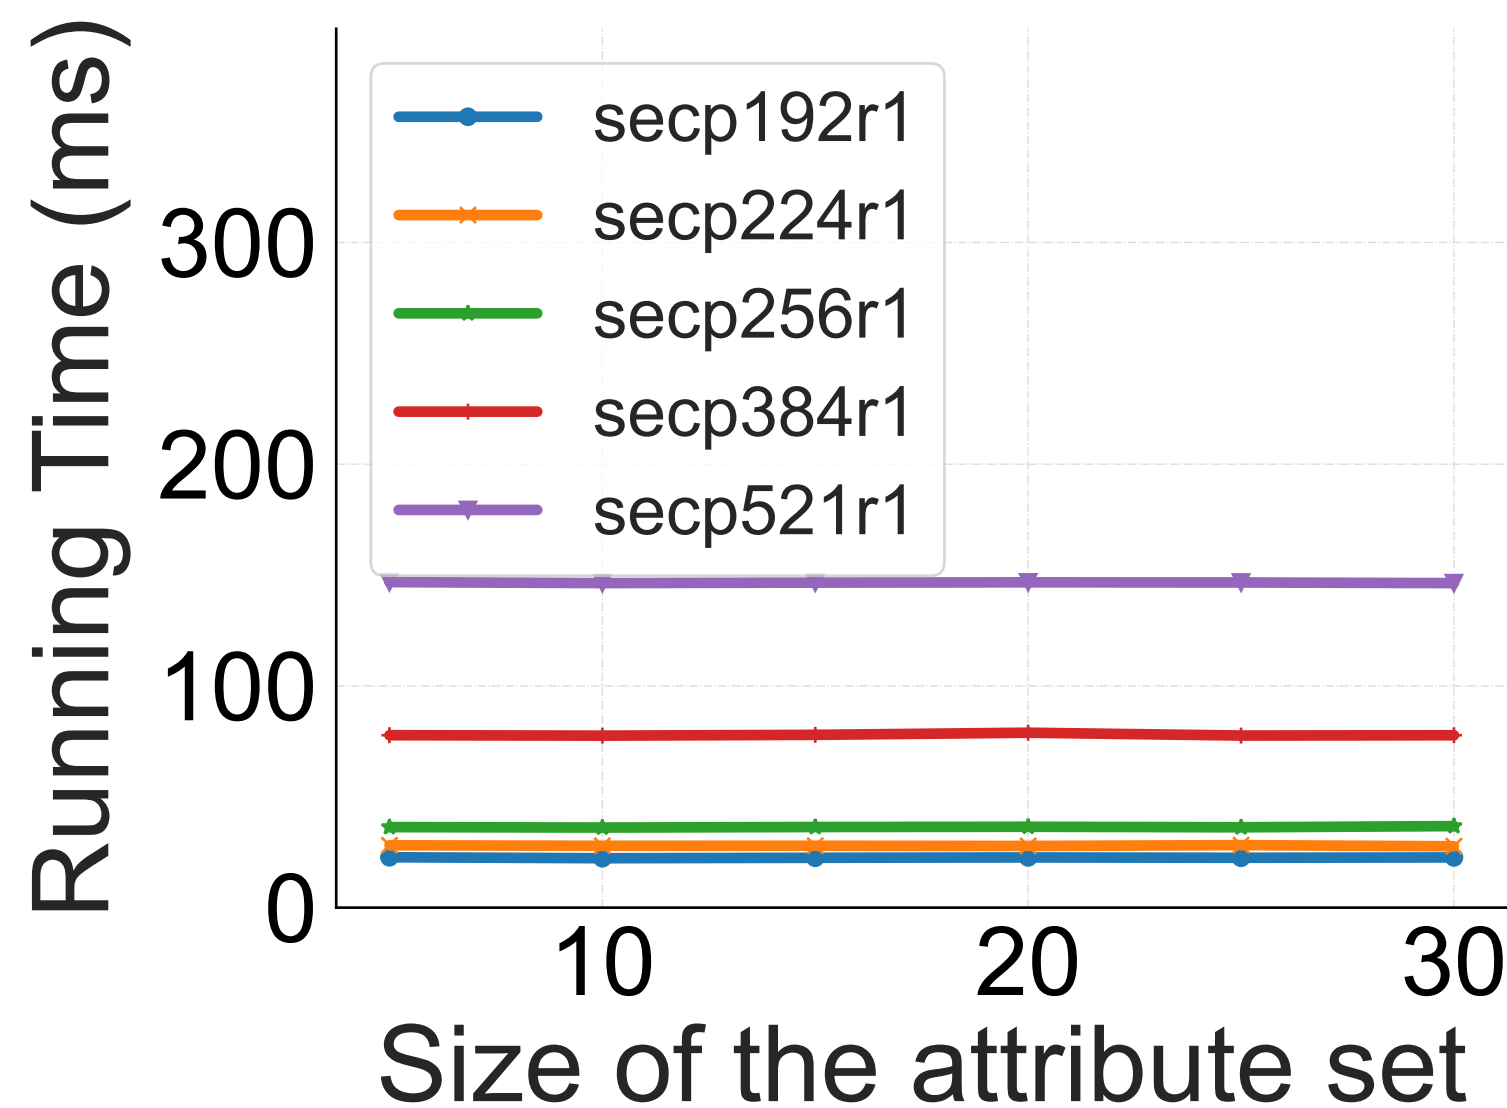 Running Time (ms)
300
200
100
0
secp192r1
secp224r1
secp256r1
secp384r1
secp521r1
10 20 30
Size of the attribute set